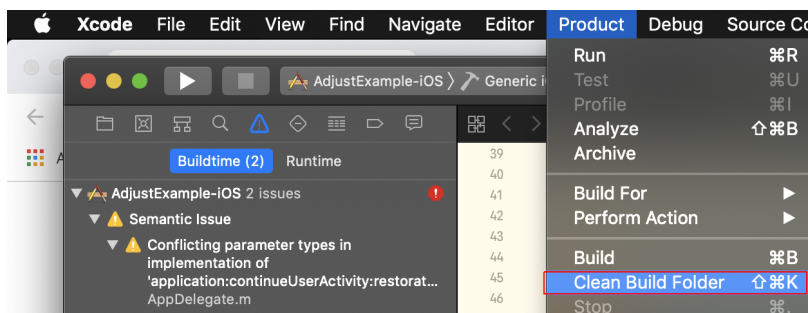 Xcode File Edit View Find Navigate Editor Product Debug Source Co
AdjustExample-iOS 〉 Generic i
Buildtime (2) Runtime
AdjustExample-iOS 2 issues
Semantic Issue
Conflicting parameter types in
implementation of
'application:continueUserActivity:restorat...
AppDelegate.m
39
40
41
42
43
44
45
46
Run ⌘R
Test ⌘U
Profile ⌘I
Analyze ⇧⌘B
Archive
Build For ▶
Perform Action ▶
Build ⌘B
Clean Build Folder ⇧⌘K
Stop ⌘.